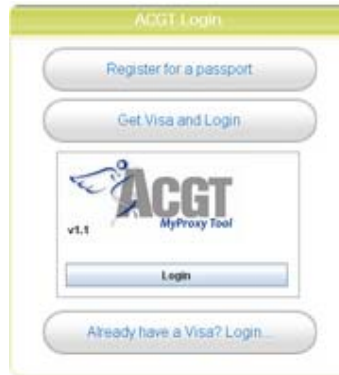 ACGT Login
Register for a passport
Get Visa and Login
ACGT
v1.1
MyProxy Tool
Login
Already have a Visa? Login...